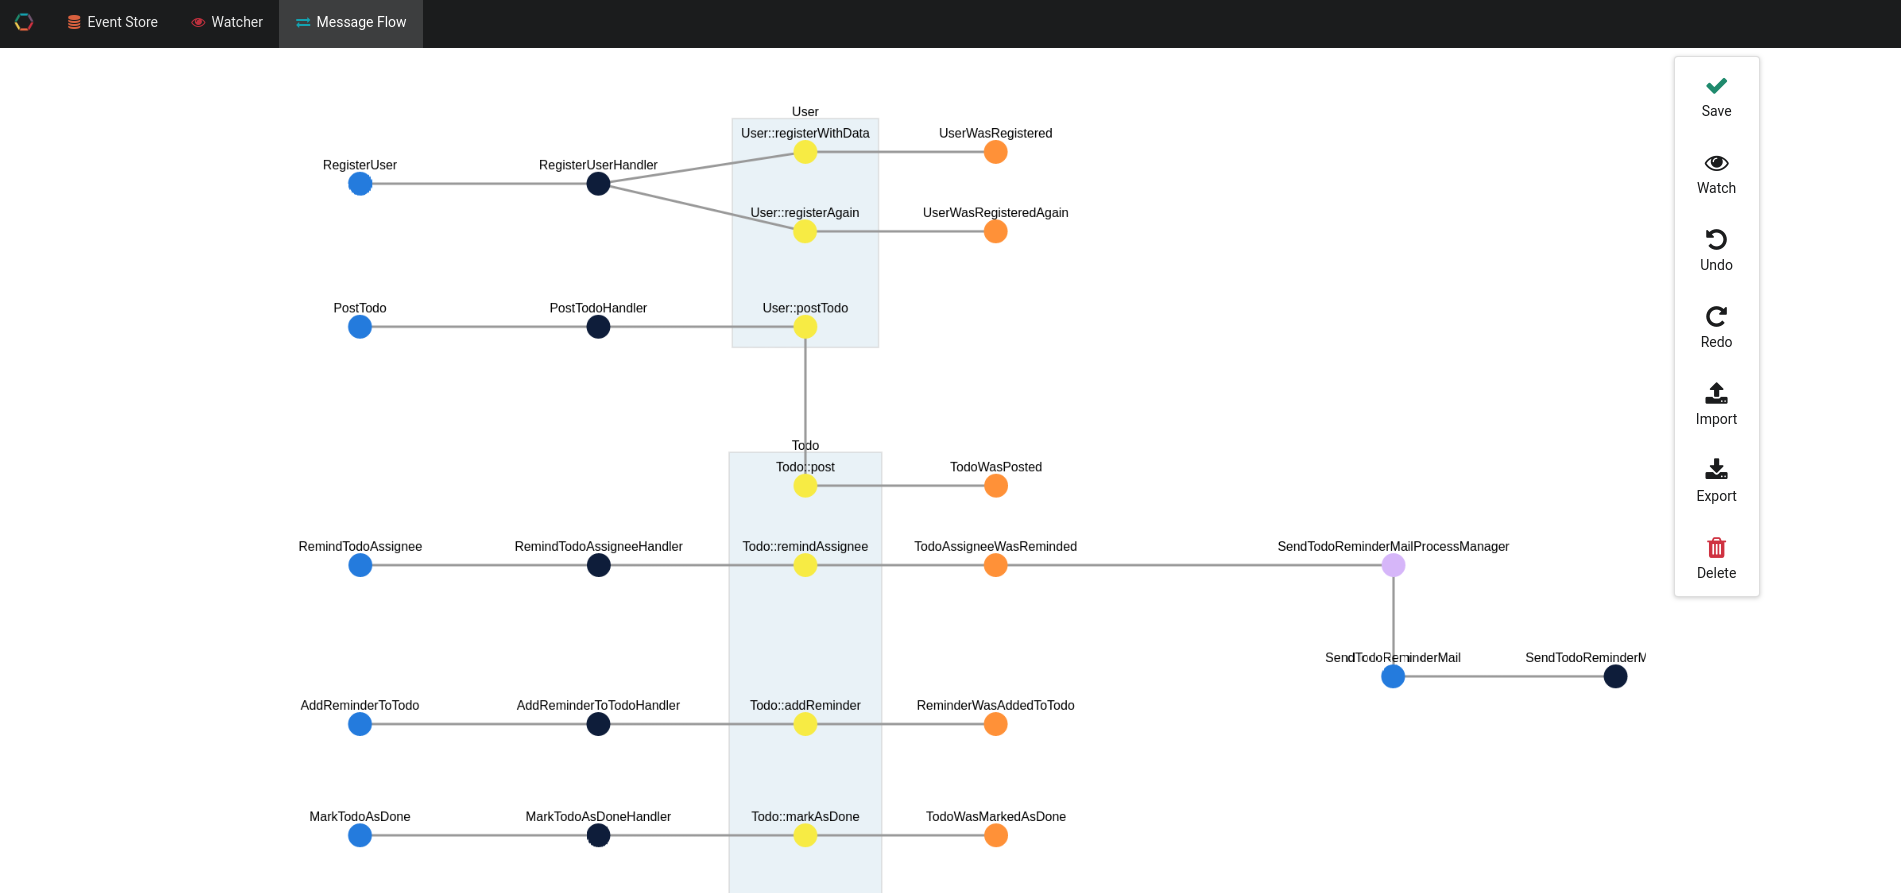 Event Store
Watcher
Message Flow
Save
Watch
Undo
Redo
Import
Export
Delete
User
User::registerWithData
UserWasRegistered
RegisterUser
RegisterUserHandler
User::registerAgain
UserWasRegisteredAgain
PostTodo
PostTodoHandler
User::postTodo
Todo
Todo::post
TodoWasPosted
RemindTodoAssignee
RemindTodoAssigneeHandler
Todo::remindAssignee
TodoAssigneeWasReminded
SendTodoReminderMailProcessManager
SendTodoReminderMail
SendTodoReminderM
AddReminderToTodo
AddReminderToTodoHandler
Todo::addReminder
ReminderWasAddedToTodo
MarkTodoAsDone
MarkTodoAsDoneHandler
Todo::markAsDone
TodoWasMarkedAsDone